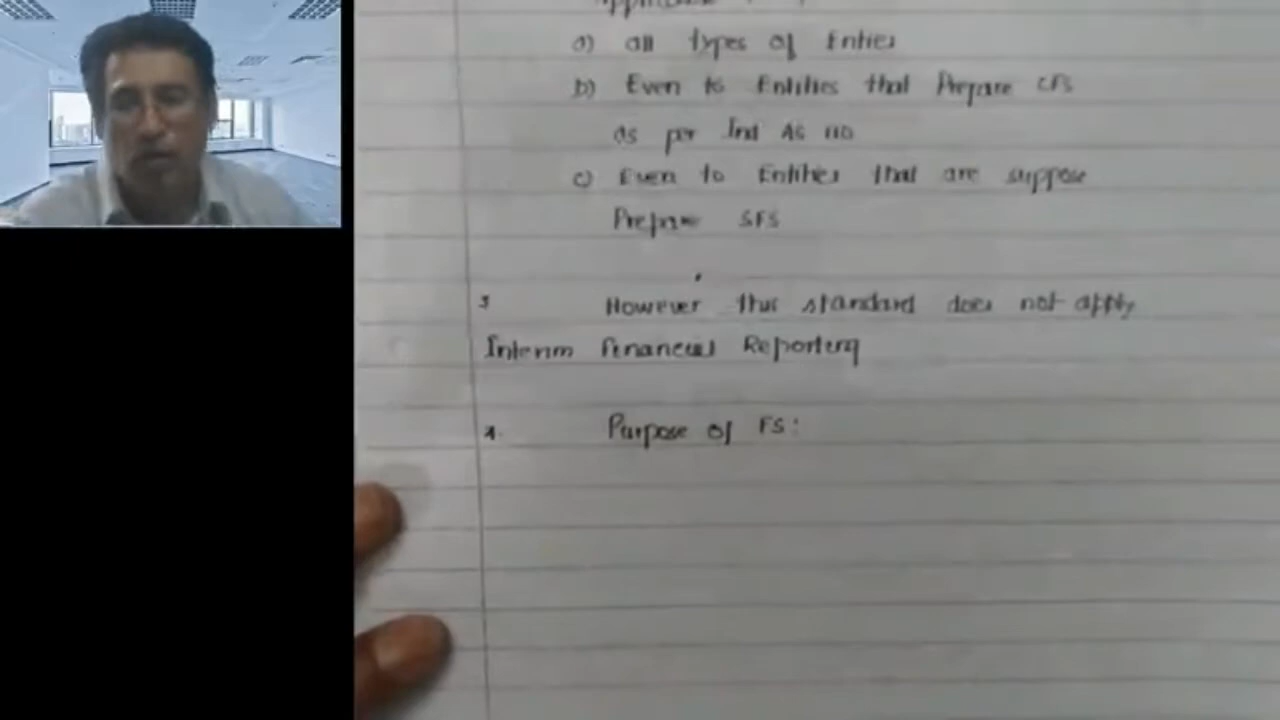 a) all types of Enties
b) Even to Entities that Prepare CFS
as per Ind AS 110
c) Even to Entities that are suppose
Prepare SFS
3 However this standard does not apply
Interim Financial Reporting
4. Purpose of FS: